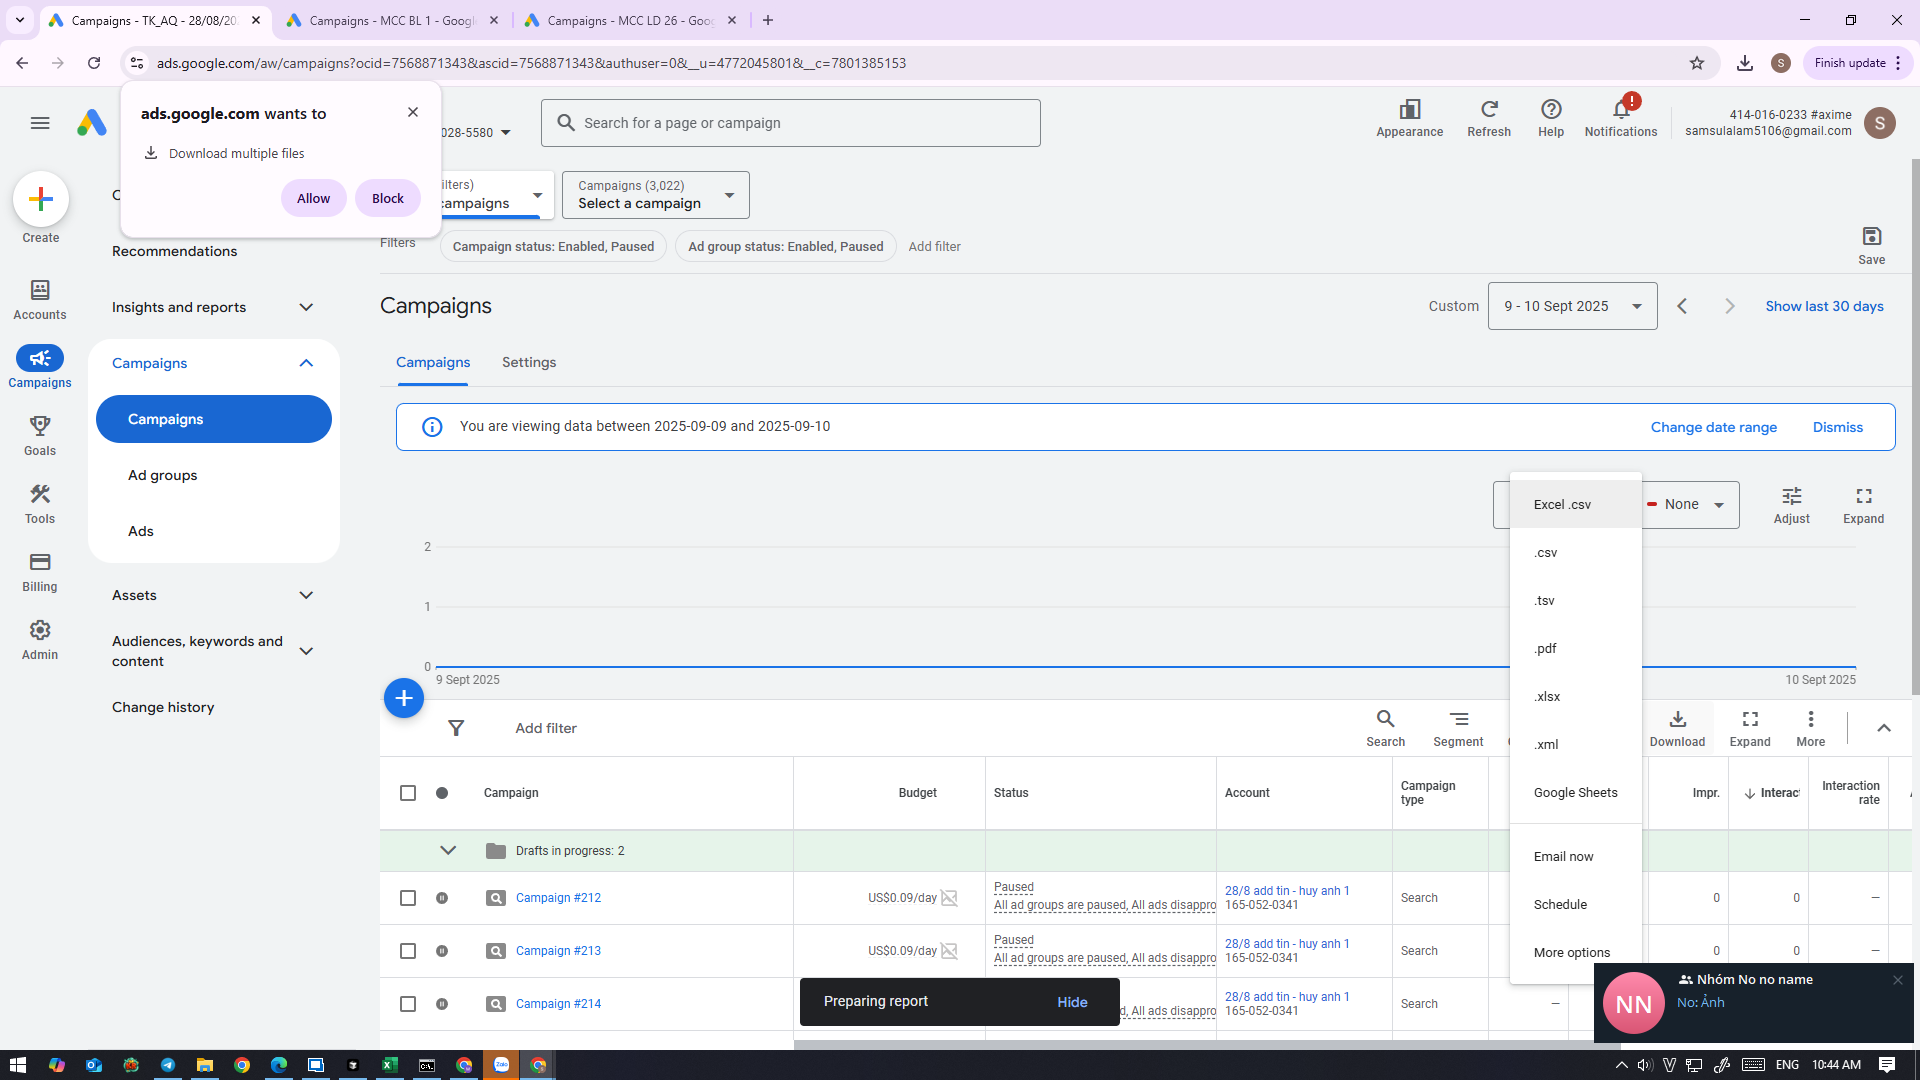 Campaigns - TK_AQ - 28/08/20
Campaigns - MCC BL 1 - Google
Campaigns - MCC LD 26 - Goo
ads.google.com/aw/campaigns?ocid=7568871343&ascid=7568871343&authuser=0&__u=4772045801&__c=7801385153
S
Finish update
ads.google.com wants to
Download multiple files
Allow
Block
028-5580
Search for a page or campaign
Appearance
Refresh
Help
!
Notifications
414-016-0233 #axime
samsulalam5106@gmail.com
S
Create
Accounts
Campaigns
Goals
Tools
Billing
Admin
Recommendations
Insights and reports
Campaigns
Campaigns
Ad groups
Ads
Assets
Audiences, keywords and
content
Change history
ilters)
campaigns
Campaigns (3,022)
Select a campaign
Filters
Campaign status: Enabled, Paused
Ad group status: Enabled, Paused
Add filter
Save
Campaigns
Custom
9 - 10 Sept 2025
Show last 30 days
Campaigns
Settings
You are viewing data between 2025-09-09 and 2025-09-10
Change date range
Dismiss
None
Adjust
Expand
2
1
0
9 Sept 2025
10 Sept 2025
Excel .csv
.csv
.tsv
.pdf
.xlsx
.xml
Google Sheets
Email now
Schedule
More options
Add filter
Search
Segment
Download
Expand
More
Campaign
Budget
Status
Account
Campaign
type
Impr.
Interact
Interaction
rate
Drafts in progress: 2
Campaign #212
US$0.09/day
Paused
All ad groups are paused, All ads disappro
28/8 add tin - huy anh 1
165-052-0341
Search
0
0
—
Campaign #213
US$0.09/day
Paused
All ad groups are paused, All ads disappro
28/8 add tin - huy anh 1
165-052-0341
Search
0
0
—
Campaign #214
d, All ads disappro
28/8 add tin - huy anh 1
165-052-0341
Search
—
Preparing report
Hide
NN
Nhóm No no name
No: Ảnh
Zalo
ENG
10:44 AM